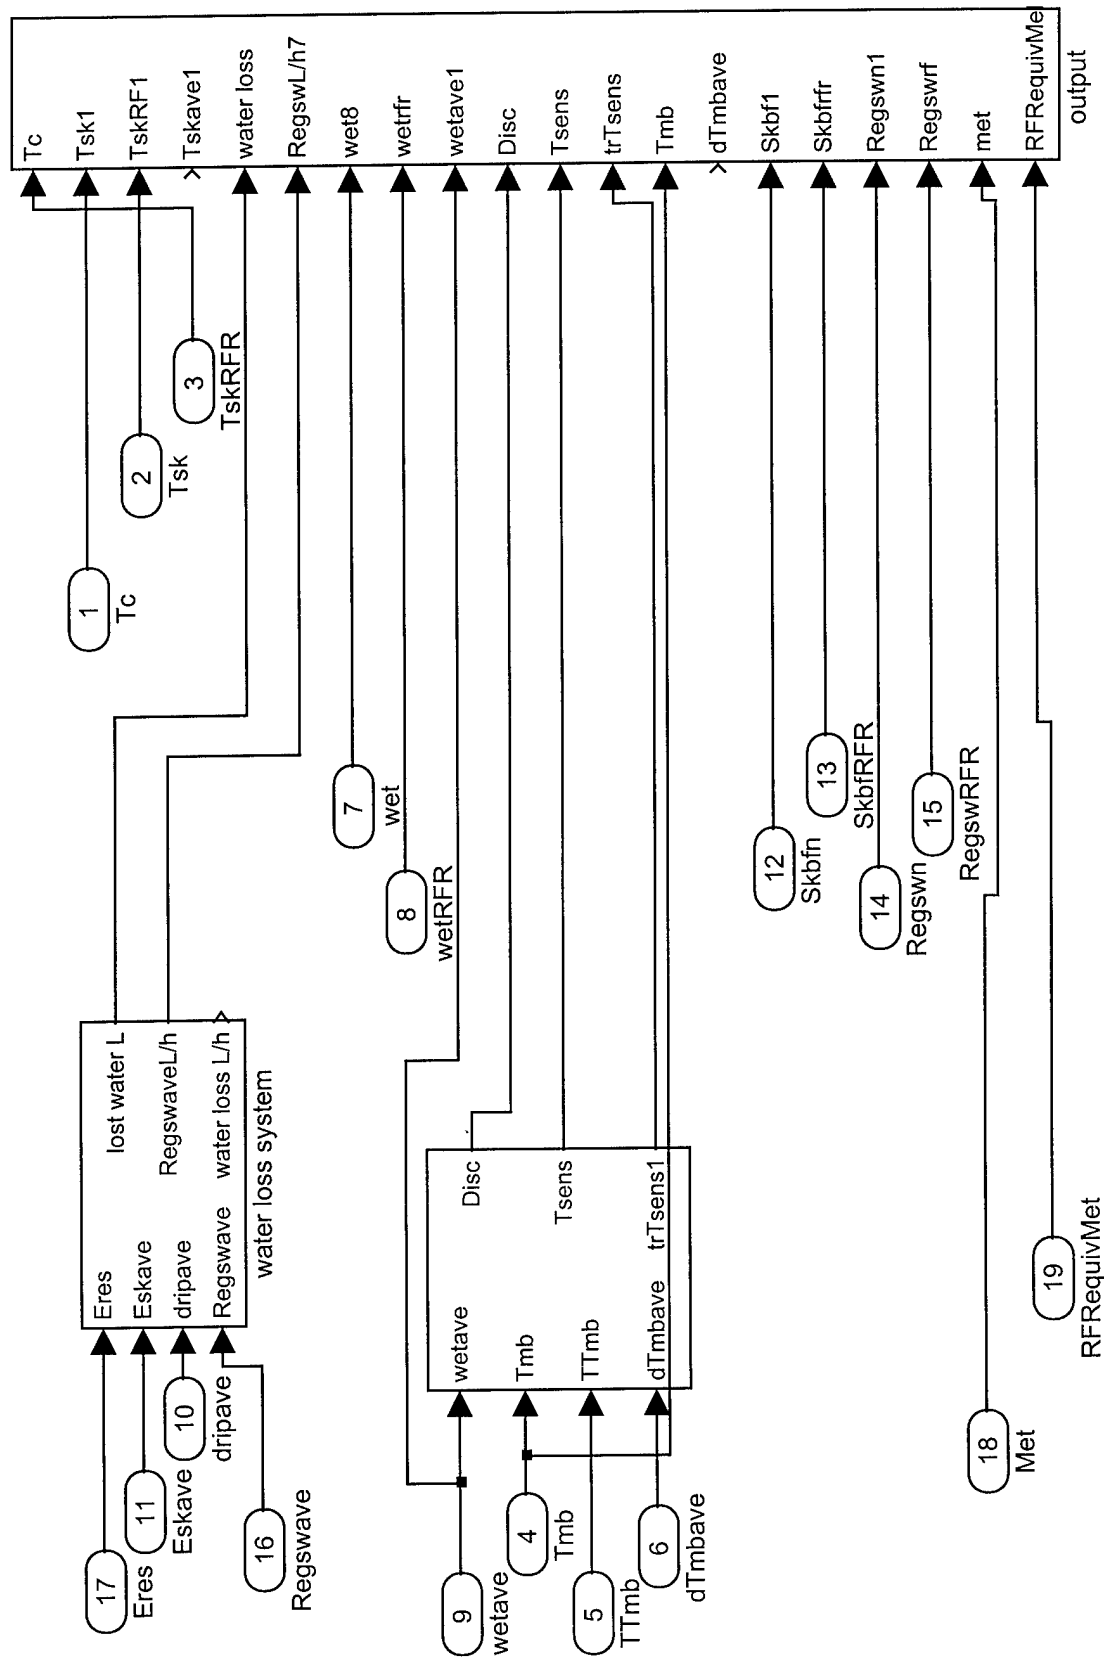 17
Eres
11
Eskave
10
dripave
16
Regswave
Eres
Eskave
dripave
Regswave
lost water L
RegswaveL/h
water loss L/h
water loss system
1
Tc
2
Tsk
3
TskRFR
7
wet
8
wetRFR
9
wetave
4
Tmb
5
TTmb
6
dTmbave
wetave
Tmb
TTmb
dTmbave
Disc
Tsens
trTsens1
12
Skbfn
13
SkbfRFR
14
Regswn
15
RegswRFR
18
Met
19
RFRequivMet
Tc
Tsk1
TskRF1
Tskave1
water loss
RegswL/h7
wet8
wetrfr
wetave1
Disc
Tsens
trTsens
Tmb
dTmbave
Skbf1
Skbfrfr
Regswn1
Regswrf
met
RFRequivMe
output